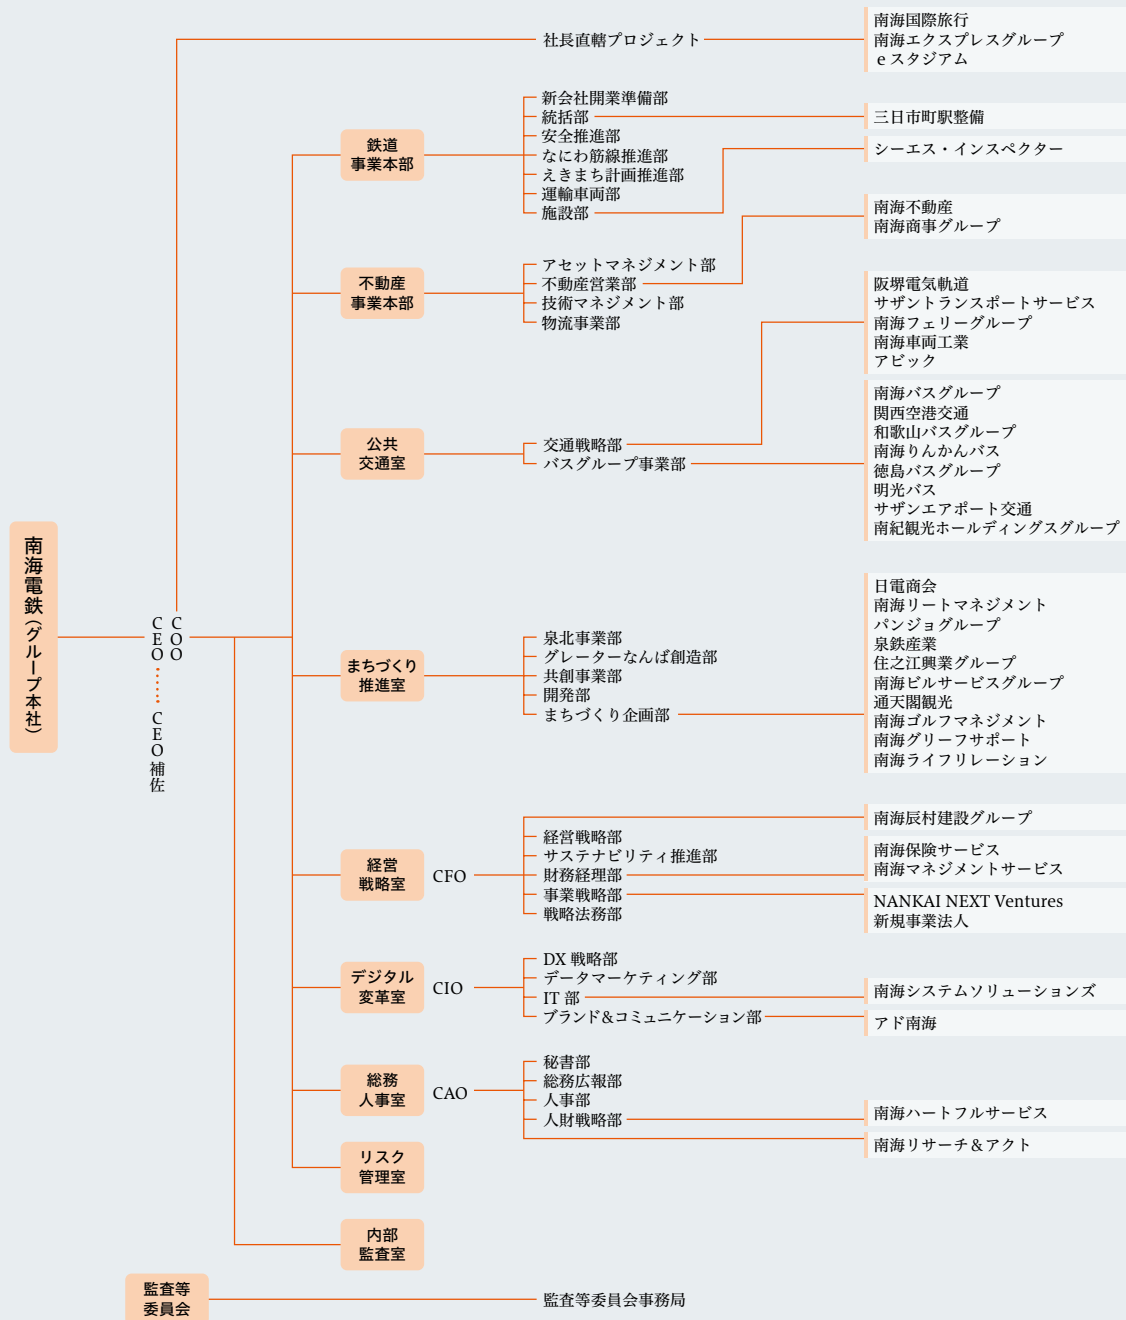 南海電鉄（グループ本社）
CEO
COO
CEO補佐
社長直轄プロジェクト
南海国際旅行
南海エクスプレスグループ
eスタジアム
鉄道
事業本部
新会社開業準備部
統括部
安全推進部
なにわ筋線推進部
えきまち計画推進部
運輸車両部
施設部
三日市町駅整備
シーエス・インスペクター
不動産
事業本部
アセットマネジメント部
不動産営業部
技術マネジメント部
物流事業部
南海不動産
南海商事グループ
公共
交通室
交通戦略部
バスグループ事業部
阪堺電気軌道
サザントランスポートサービス
南海フェリーグループ
南海車両工業
アビック
南海バスグループ
関西空港交通
和歌山バスグループ
南海りんかんバス
徳島バスグループ
明光バス
サザンエアポート交通
南紀観光ホールディングスグループ
まちづくり
推進室
泉北事業部
グレーターなんば創造部
共創事業部
開発部
まちづくり企画部
日電商会
南海リートマネジメント
パンジョグループ
泉鉄産業
住之江興業グループ
南海ビルサービスグループ
通天閣観光
南海ゴルフマネジメント
南海グリーフサポート
南海ライフリレーション
経営
戦略室
CFO
経営戦略部
サステナビリティ推進部
財務経理部
事業戦略部
戦略法務部
南海辰村建設グループ
南海保険サービス
南海マネジメントサービス
NANKAI NEXT Ventures
新規事業法人
デジタル
変革室
CIO
DX 戦略部
データマーケティング部
IT 部
ブランド&コミュニケーション部
南海システムソリューションズ
アド南海
総務
人事室
CAO
秘書部
総務広報部
人事部
人財戦略部
南海ハートフルサービス
南海リサーチ＆アクト
リスク
管理室
内部
監査室
監査等
委員会
監査等委員会事務局